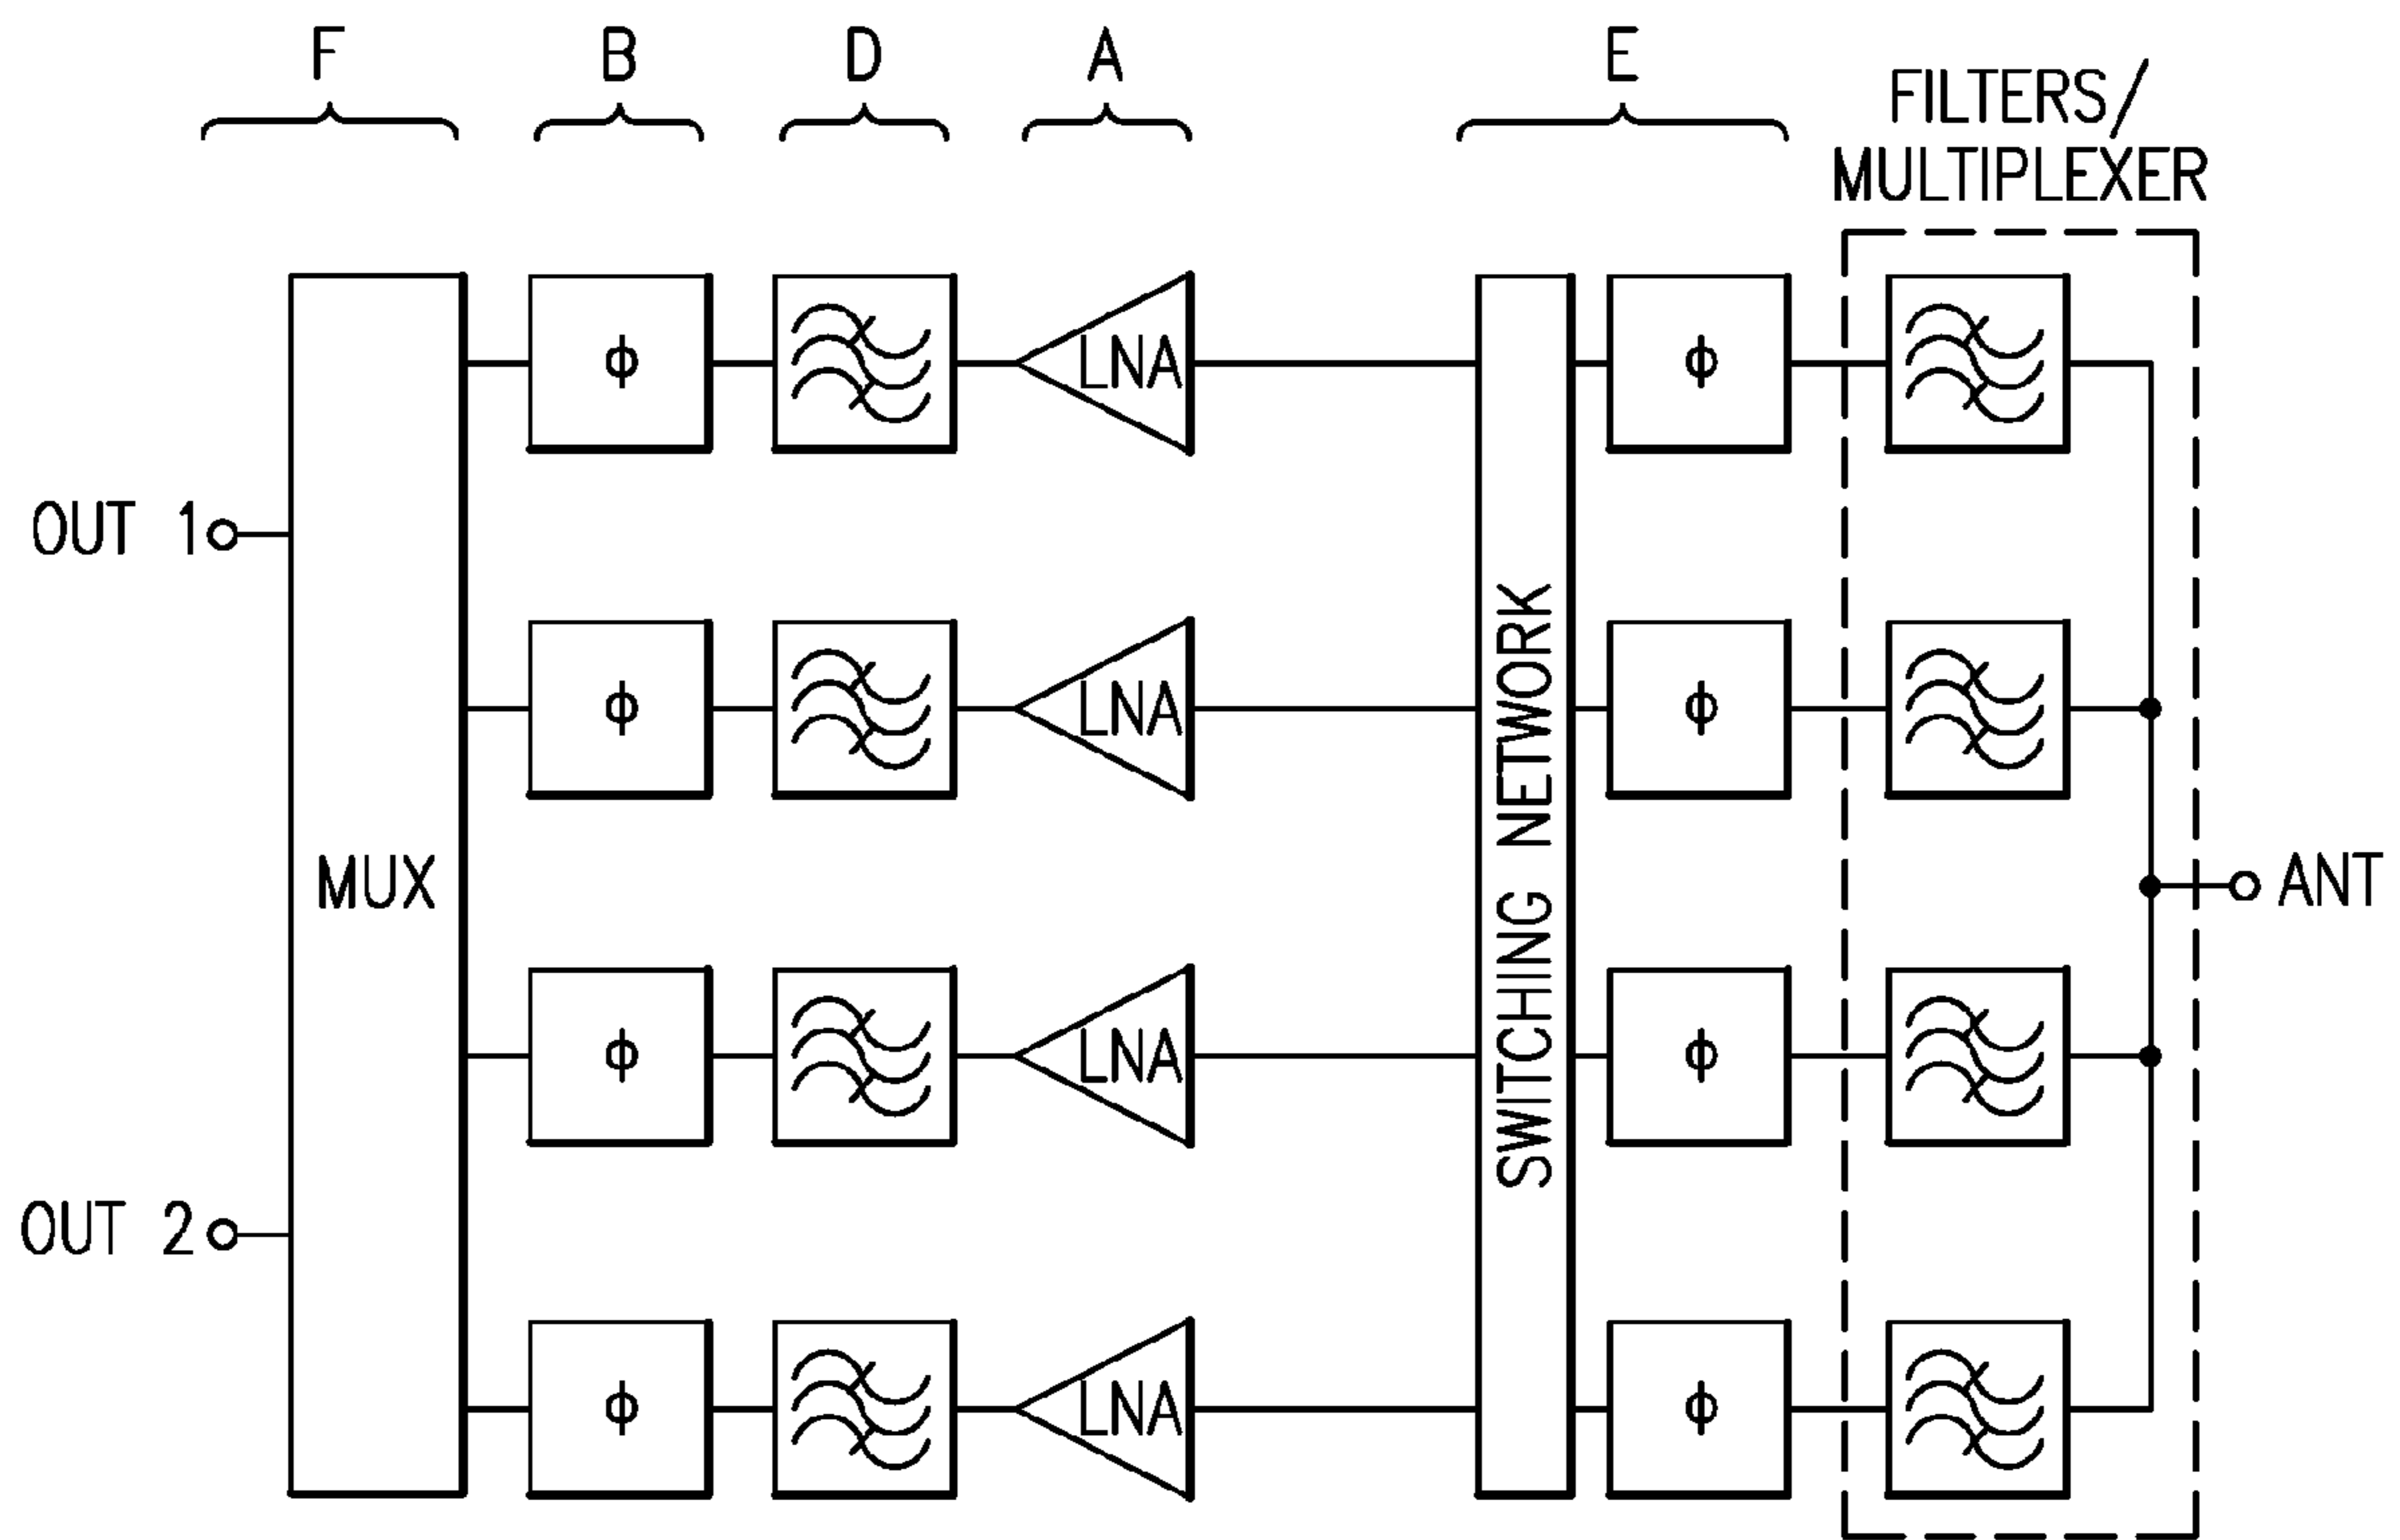 F
B
D
A
E
FILTERS/
MULTIPLEXER
ϕ
LNA
ϕ
OUT 1
ϕ
LNA
ϕ
SWITCHING NETWORK
MUX
ANT
ϕ
LNA
ϕ
OUT 2
ϕ
LNA
ϕ